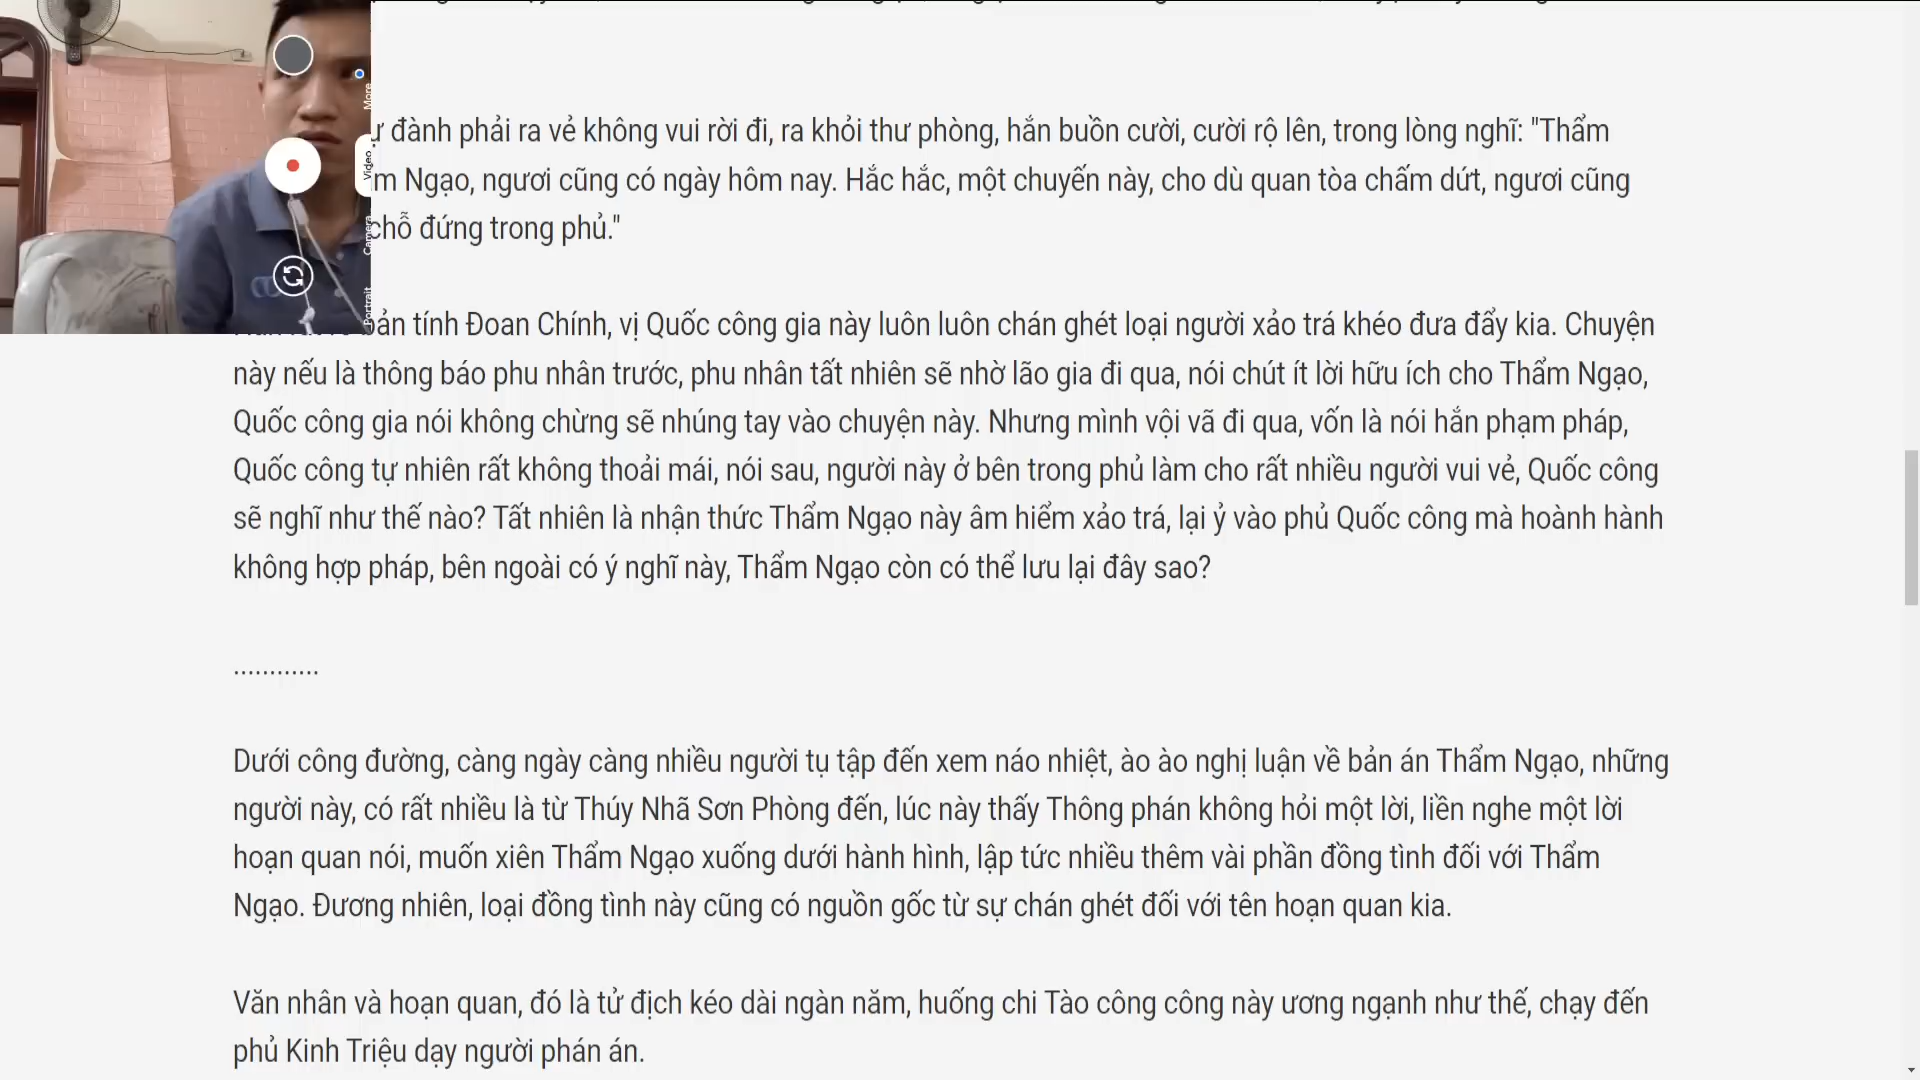 đành phải ra vẻ không vui rời đi, ra khỏi thư phòng, hắn buồn cười, cười rộ lên, trong lòng nghĩ: "Thẩm
Ngạo, ngươi cũng có ngày hôm nay. Hắc hắc, một chuyến này, cho dù quan tòa chấm dứt, ngươi cũng
chỗ đứng trong phủ."
bản tính Đoan Chính, vị Quốc công gia này luôn luôn chán ghét loại người xảo trá khéo đưa đẩy kia. Chuyện
này nếu là thông báo phu nhân trước, phu nhân tất nhiên sẽ nhờ lão gia đi qua, nói chút ít lời hữu ích cho Thẩm Ngạo,
Quốc công gia nói không chừng sẽ nhúng tay vào chuyện này. Nhưng mình vội vã đi qua, vốn là nói hắn phạm pháp,
Quốc công tự nhiên rất không thoải mái, nói sau, người này ở bên trong phủ làm cho rất nhiều người vui vẻ, Quốc công
sẽ nghĩ như thế nào? Tất nhiên là nhận thức Thẩm Ngạo này âm hiểm xảo trá, lại ỷ vào phủ Quốc công mà hoành hành
không hợp pháp, bên ngoài có ý nghĩ này, Thẩm Ngạo còn có thể lưu lại đây sao?
............
Dưới công đường, càng ngày càng nhiều người tụ tập đến xem náo nhiệt, ào ào nghị luận về bản án Thẩm Ngạo, những
người này, có rất nhiều là từ Thúy Nhã Sơn Phòng đến, lúc này thấy Thông phán không hỏi một lời, liền nghe một lời
hoạn quan nói, muốn xiên Thẩm Ngạo xuống dưới hành hình, lập tức nhiều thêm vài phần đồng tình đối với Thẩm
Ngạo. Đương nhiên, loại đồng tình này cũng có nguồn gốc từ sự chán ghét đối với tên hoạn quan kia.
Văn nhân và hoạn quan, đó là tử địch kéo dài ngàn năm, huống chi Tào công công này ương ngạnh như thế, chạy đến
phủ Kinh Triệu dạy người phán án.
More
Video
Camera
Portrait